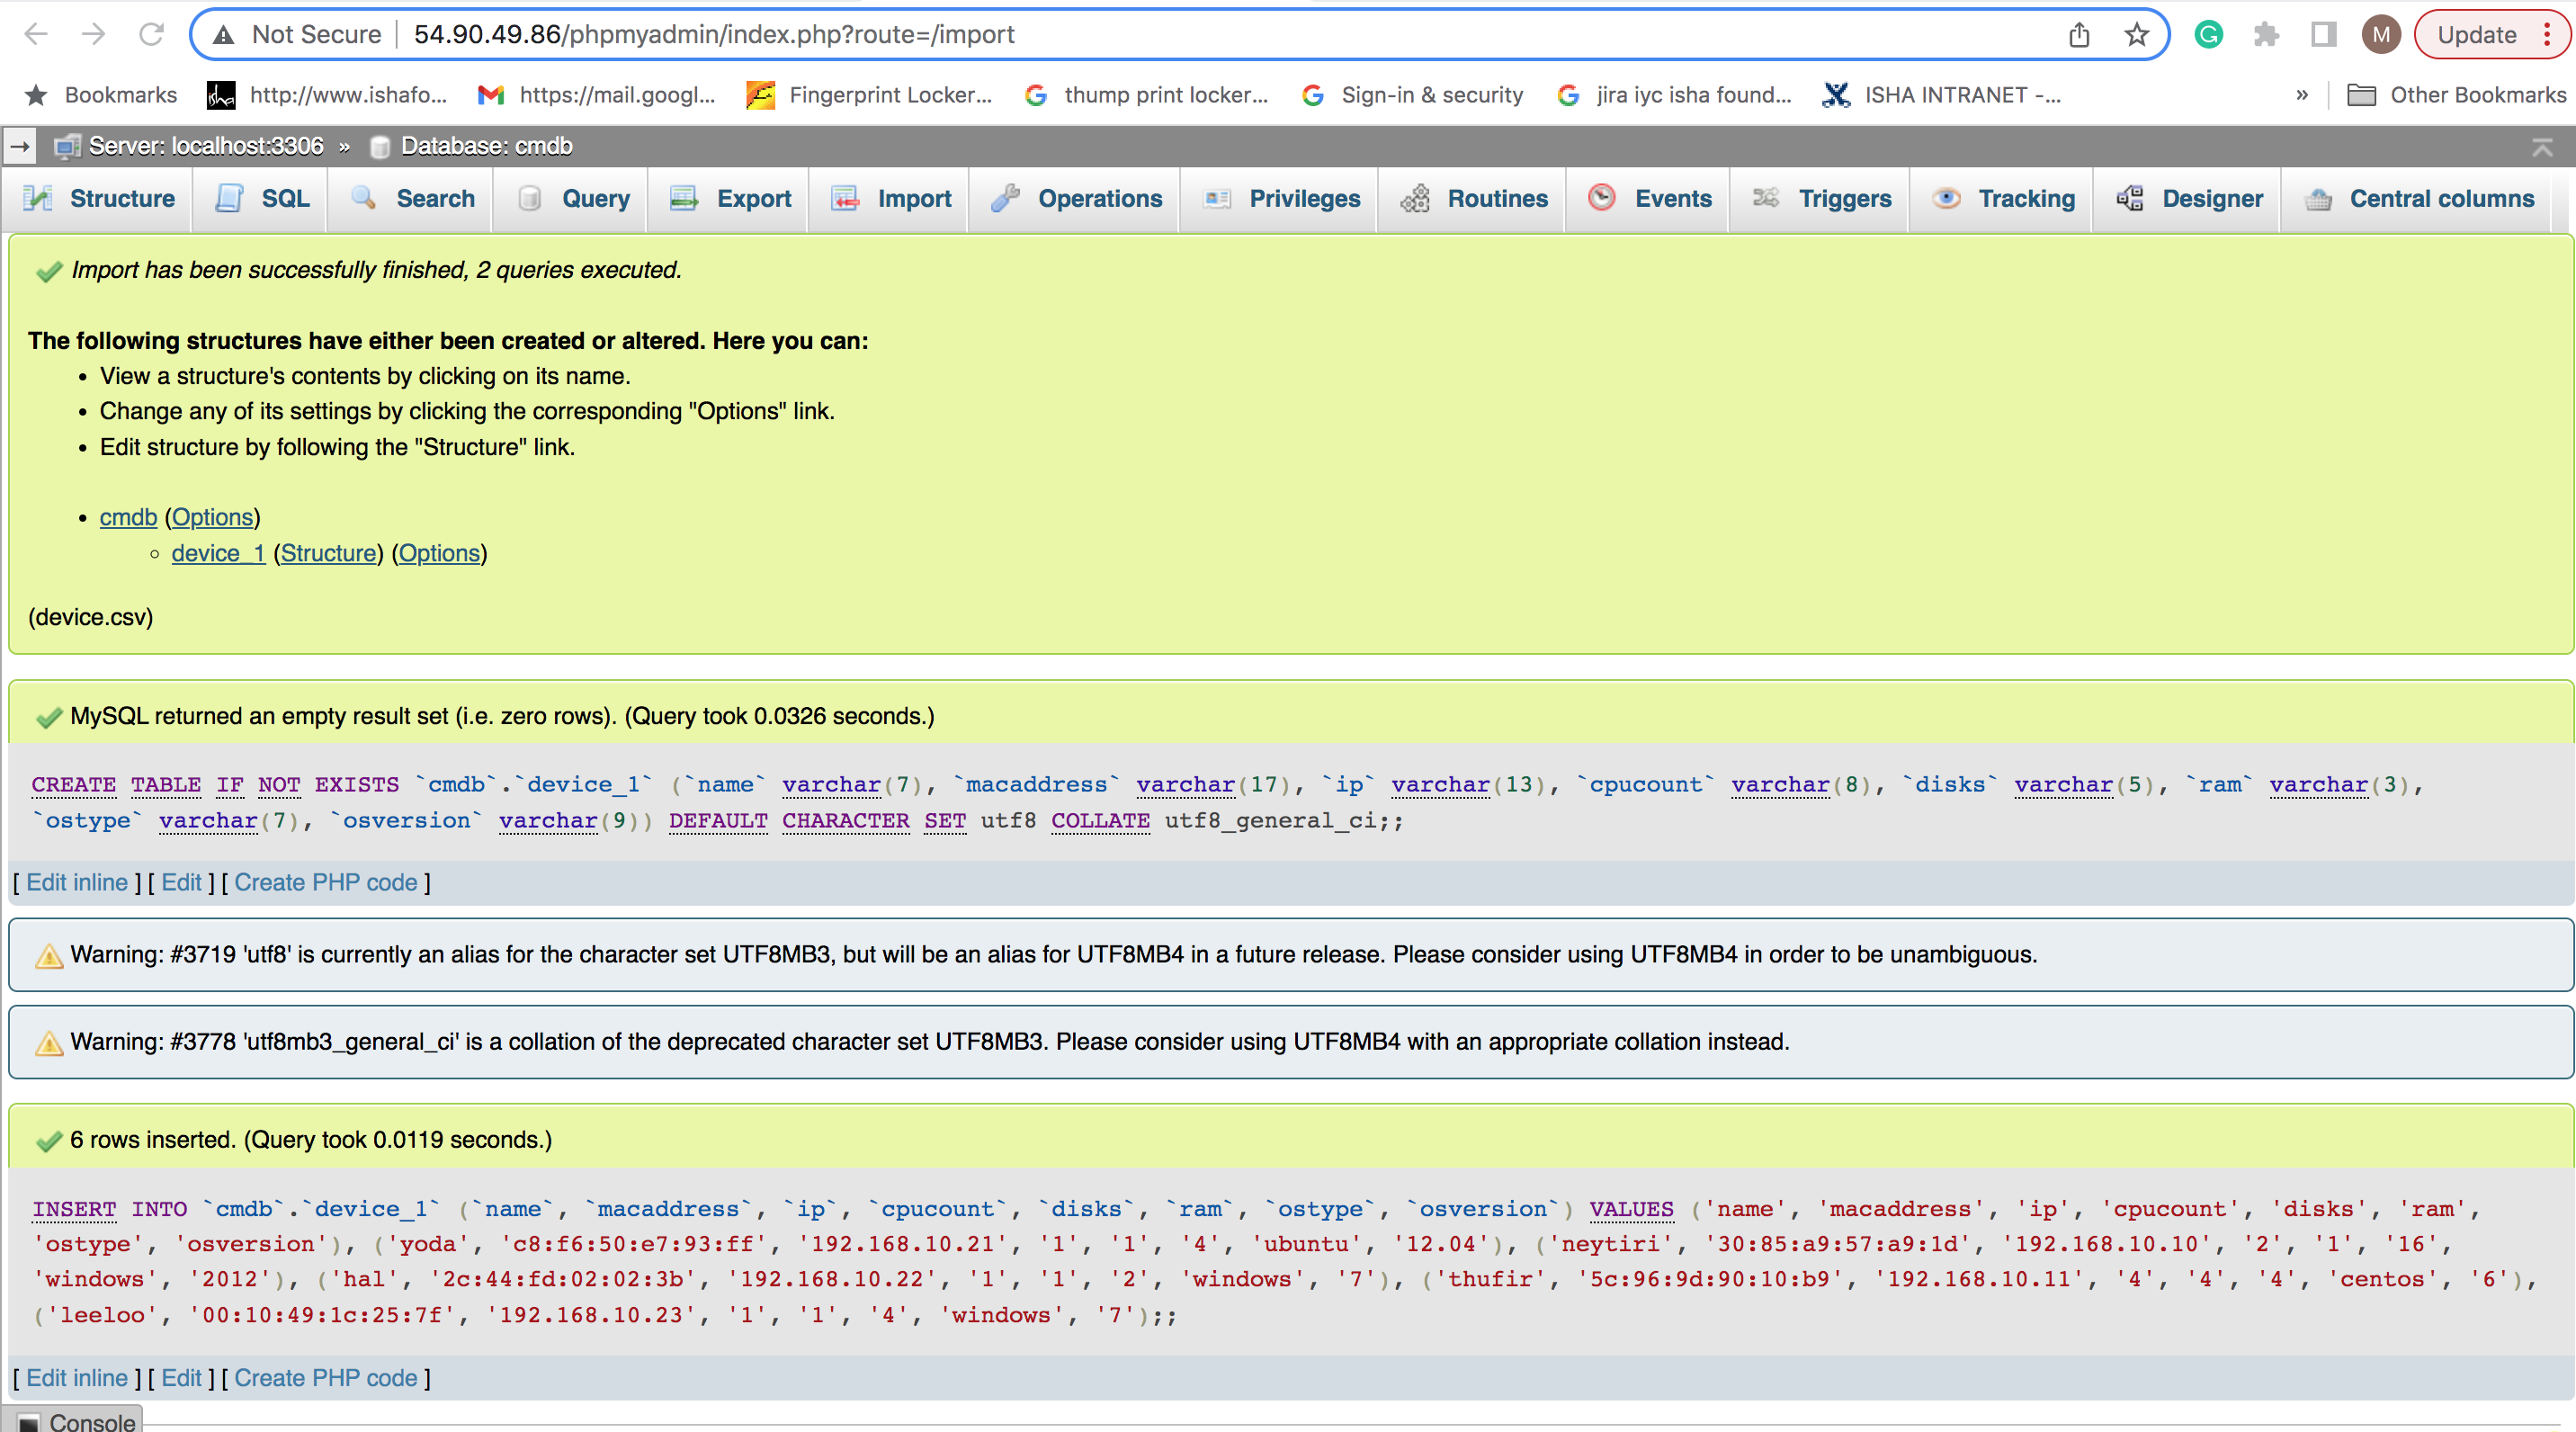 Not Secure 54.90.49.86/phpmyadmin/index.php?route=/import M Update
Bookmarks isha http://www.ishafo... https://mail.googl... Fingerprint Locker... thump print locker... Sign-in & security jira iyc isha found... ISHA INTRANET -... » Other Bookmarks
Server: localhost:3306 » Database: cmdb
Structure SQL Search Query Export Import Operations Privileges Routines Events Triggers Tracking Designer Central columns
Import has been successfully finished, 2 queries executed.
The following structures have either been created or altered. Here you can:
• View a structure's contents by clicking on its name.
• Change any of its settings by clicking the corresponding "Options" link.
• Edit structure by following the "Structure" link.
• cmdb (Options)
◦ device_1 (Structure) (Options)
(device.csv)
MySQL returned an empty result set (i.e. zero rows). (Query took 0.0326 seconds.)
CREATE TABLE IF NOT EXISTS `cmdb`.`device_1` (`name` varchar(7), `macaddress` varchar(17), `ip` varchar(13), `cpucount` varchar(8), `disks` varchar(5), `ram` varchar(3),
`ostype` varchar(7), `osversion` varchar(9)) DEFAULT CHARACTER SET utf8 COLLATE utf8_general_ci;;
[ Edit inline ] [ Edit ] [ Create PHP code ]
Warning: #3719 'utf8' is currently an alias for the character set UTF8MB3, but will be an alias for UTF8MB4 in a future release. Please consider using UTF8MB4 in order to be unambiguous.
Warning: #3778 'utf8mb3_general_ci' is a collation of the deprecated character set UTF8MB3. Please consider using UTF8MB4 with an appropriate collation instead.
6 rows inserted. (Query took 0.0119 seconds.)
INSERT INTO `cmdb`.`device_1` (`name`, `macaddress`, `ip`, `cpucount`, `disks`, `ram`, `ostype`, `osversion`) VALUES ('name', 'macaddress', 'ip', 'cpucount', 'disks', 'ram',
'ostype', 'osversion'), ('yoda', 'c8:f6:50:e7:93:ff', '192.168.10.21', '1', '1', '4', 'ubuntu', '12.04'), ('neytiri', '30:85:a9:57:a9:1d', '192.168.10.10', '2', '1', '16',
'windows', '2012'), ('hal', '2c:44:fd:02:02:3b', '192.168.10.22', '1', '1', '2', 'windows', '7'), ('thufir', '5c:96:9d:90:10:b9', '192.168.10.11', '4', '4', '4', 'centos', '6'),
('leeloo', '00:10:49:1c:25:7f', '192.168.10.23', '1', '1', '4', 'windows', '7');;
[ Edit inline ] [ Edit ] [ Create PHP code ]
Console